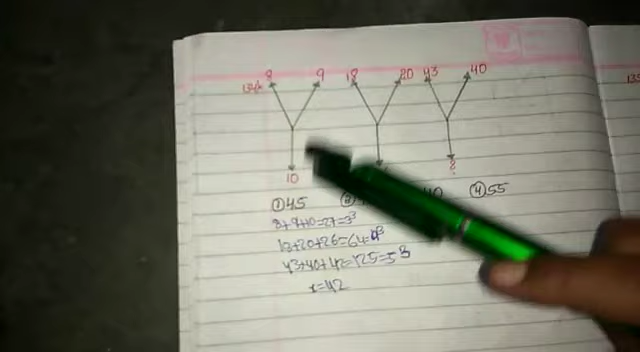 8 9 18 20 43 40
10 ?
①45 ④55
8+9+10=27=3³
18+20+26=64=4³
43+40+42=125=5³
x=42